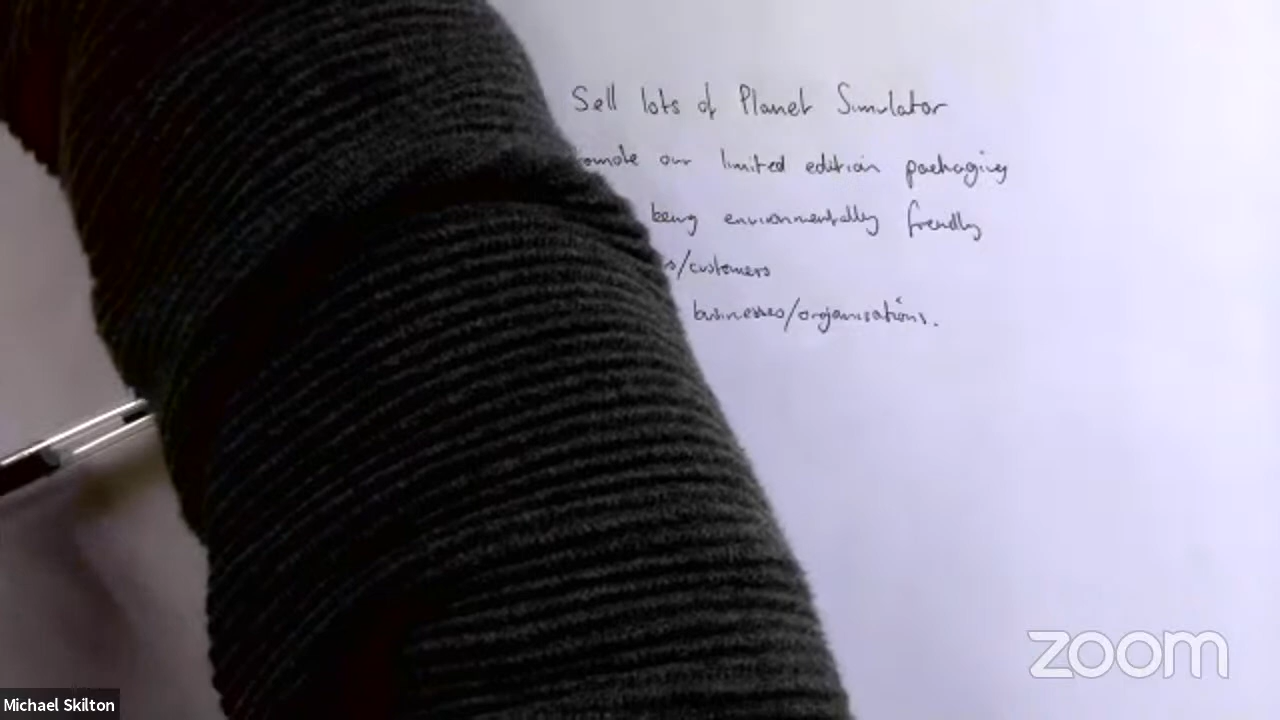 Sell lots of Planet Simulator
omote our limited edition packaging
being environmentally friendly
s/customers
businesses/organisations.
zoom
Michael Skilton